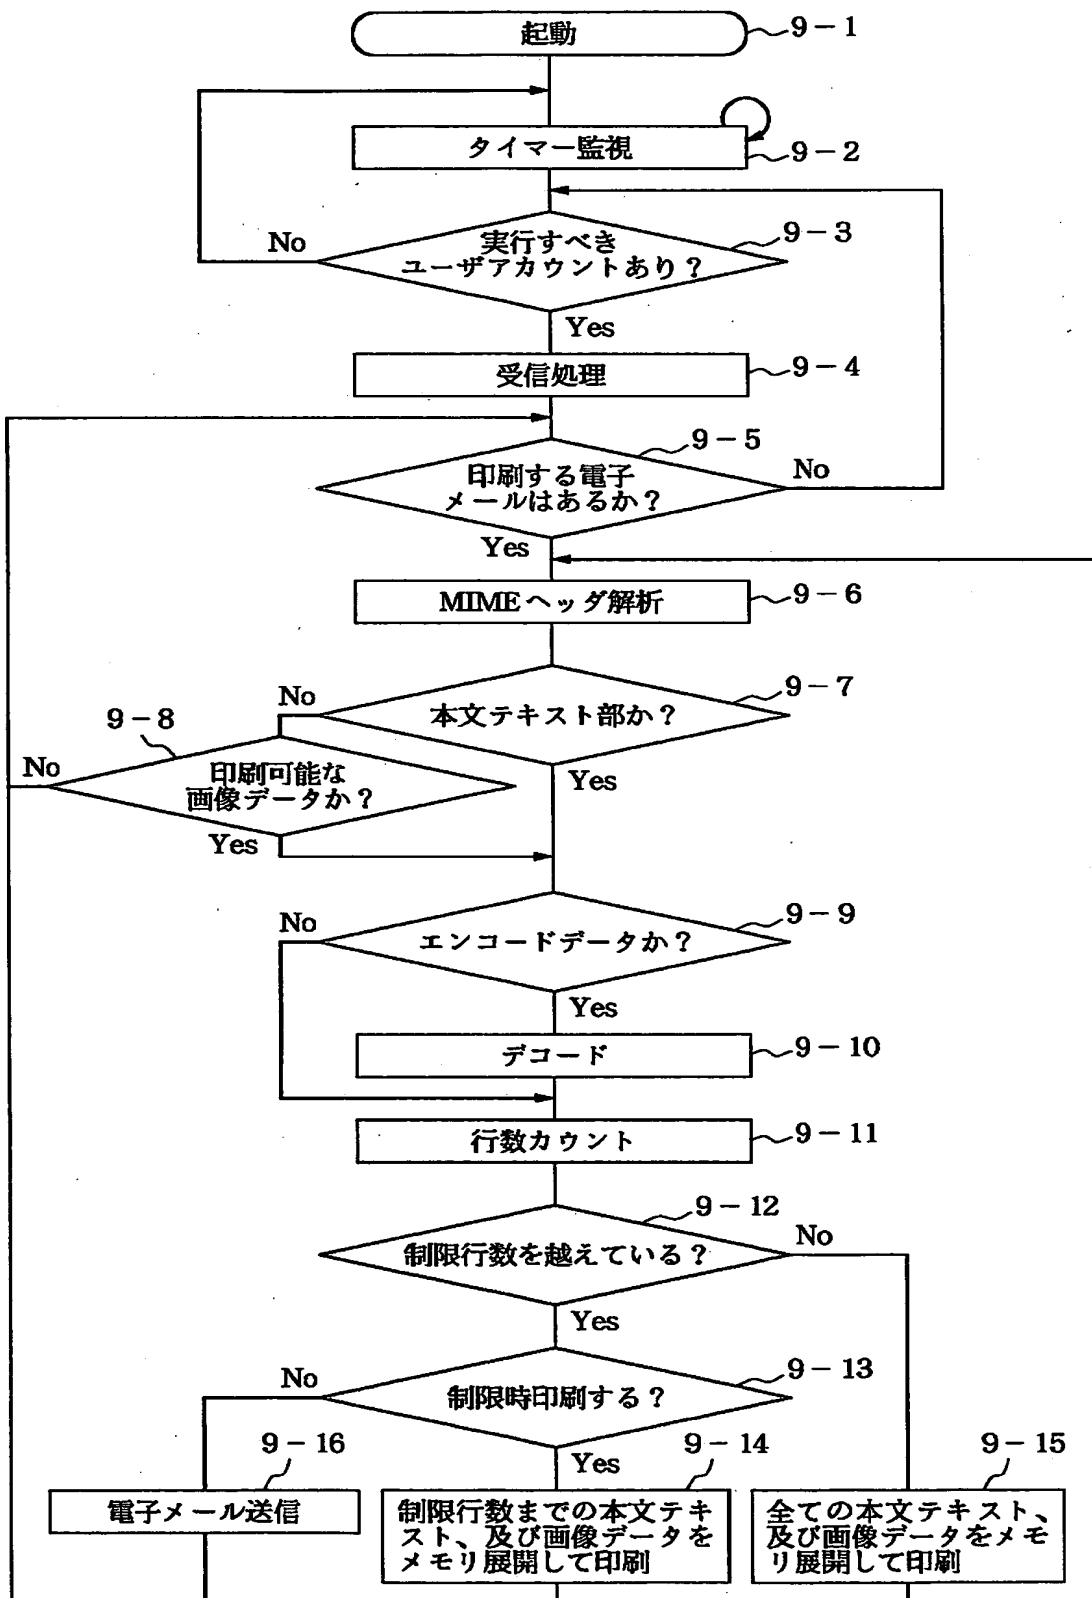 起動
9-1
タイマー監視
9-2
No
実行すべき
ユーザアカウントあり?
9-3
Yes
受信処理
9-4
9-5
印刷する電子
メールはあるか?
No
Yes
MIMEヘッダ解析
9-6
No
本文テキスト部か?
9-7
9-8
No
印刷可能な
画像データか?
Yes
Yes
No
エンコードデータか?
9-9
Yes
デコード
9-10
行数カウント
9-11
9-12
制限行数を越えている?
No
Yes
No
制限時印刷する?
9-13
9-16
Yes
9-14
9-15
電子メール送信
制限行数までの本文テキ
スト、及び画像データを
メモリ展開して印刷
全ての本文テキスト、
及び画像データをメモ
リ展開して印刷